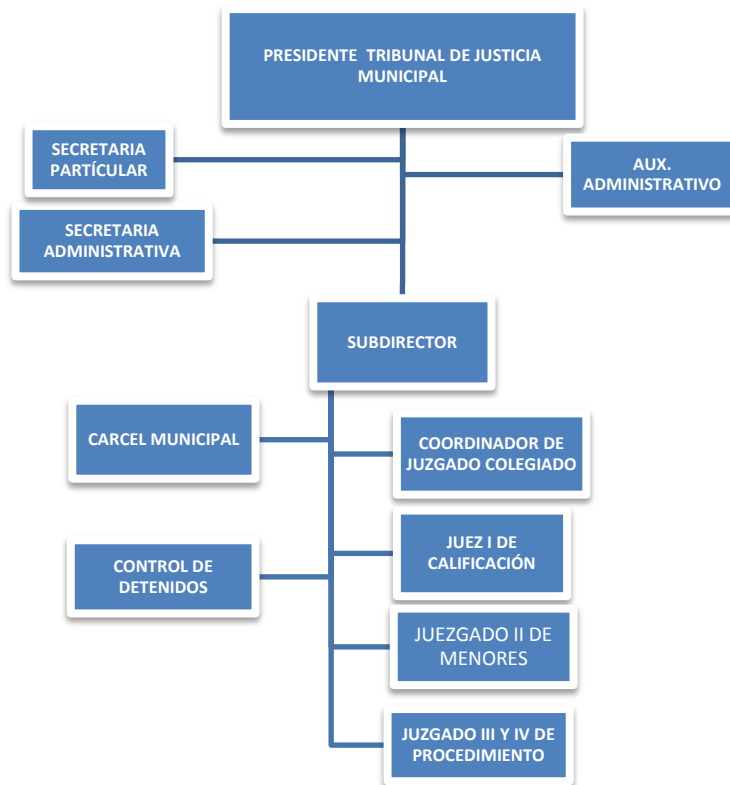 PRESIDENTE TRIBUNAL DE JUSTICIA
MUNICIPAL
SECRETARIA
PARTÍCULAR
AUX.
ADMINISTRATIVO
SECRETARIA
ADMINISTRATIVA
SUBDIRECTOR
CARCEL MUNICIPAL
COORDINADOR DE
JUZGADO COLEGIADO
CONTROL DE
DETENIDOS
JUEZ I DE
CALIFICACIÓN
JUEZGADO II DE
MENORES
JUZGADO III Y IV DE
PROCEDIMIENTO